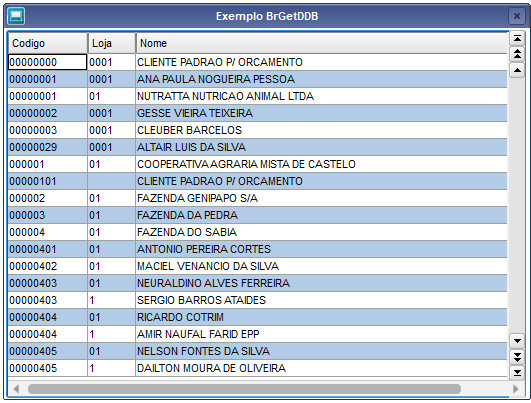 Exemplo BrGetDDB
Codigo Loja Nome
00000000 0001 CLIENTE PADRAO P/ ORCAMENTO
00000001 0001 ANA PAULA NOGUEIRA PESSOA
00000001 01 NUTRATTA NUTRICAO ANIMAL LTDA
00000002 0001 GESSE VIEIRA TEIXEIRA
00000003 0001 CLEUBER BARCELOS
00000029 0001 ALTAIR LUIS DA SILVA
000001 01 COOPERATIVA AGRARIA MISTA DE CASTELO
00000101 CLIENTE PADRAO P/ ORCAMENTO
000002 01 FAZENDA GENIPAPO S/A
000003 01 FAZENDA DA PEDRA
000004 01 FAZENDA DO SABIA
00000401 01 ANTONIO PEREIRA CORTES
00000402 01 MACIEL VENANCIO DA SILVA
00000403 01 NEURALDINO ALVES FERREIRA
00000403 1 SERGIO BARROS ATAIDES
00000404 01 RICARDO COTRIM
00000404 1 AMIR NAUFAL FARID EPP
00000405 01 NELSON FONTES DA SILVA
00000405 1 DAILTON MOURA DE OLIVEIRA